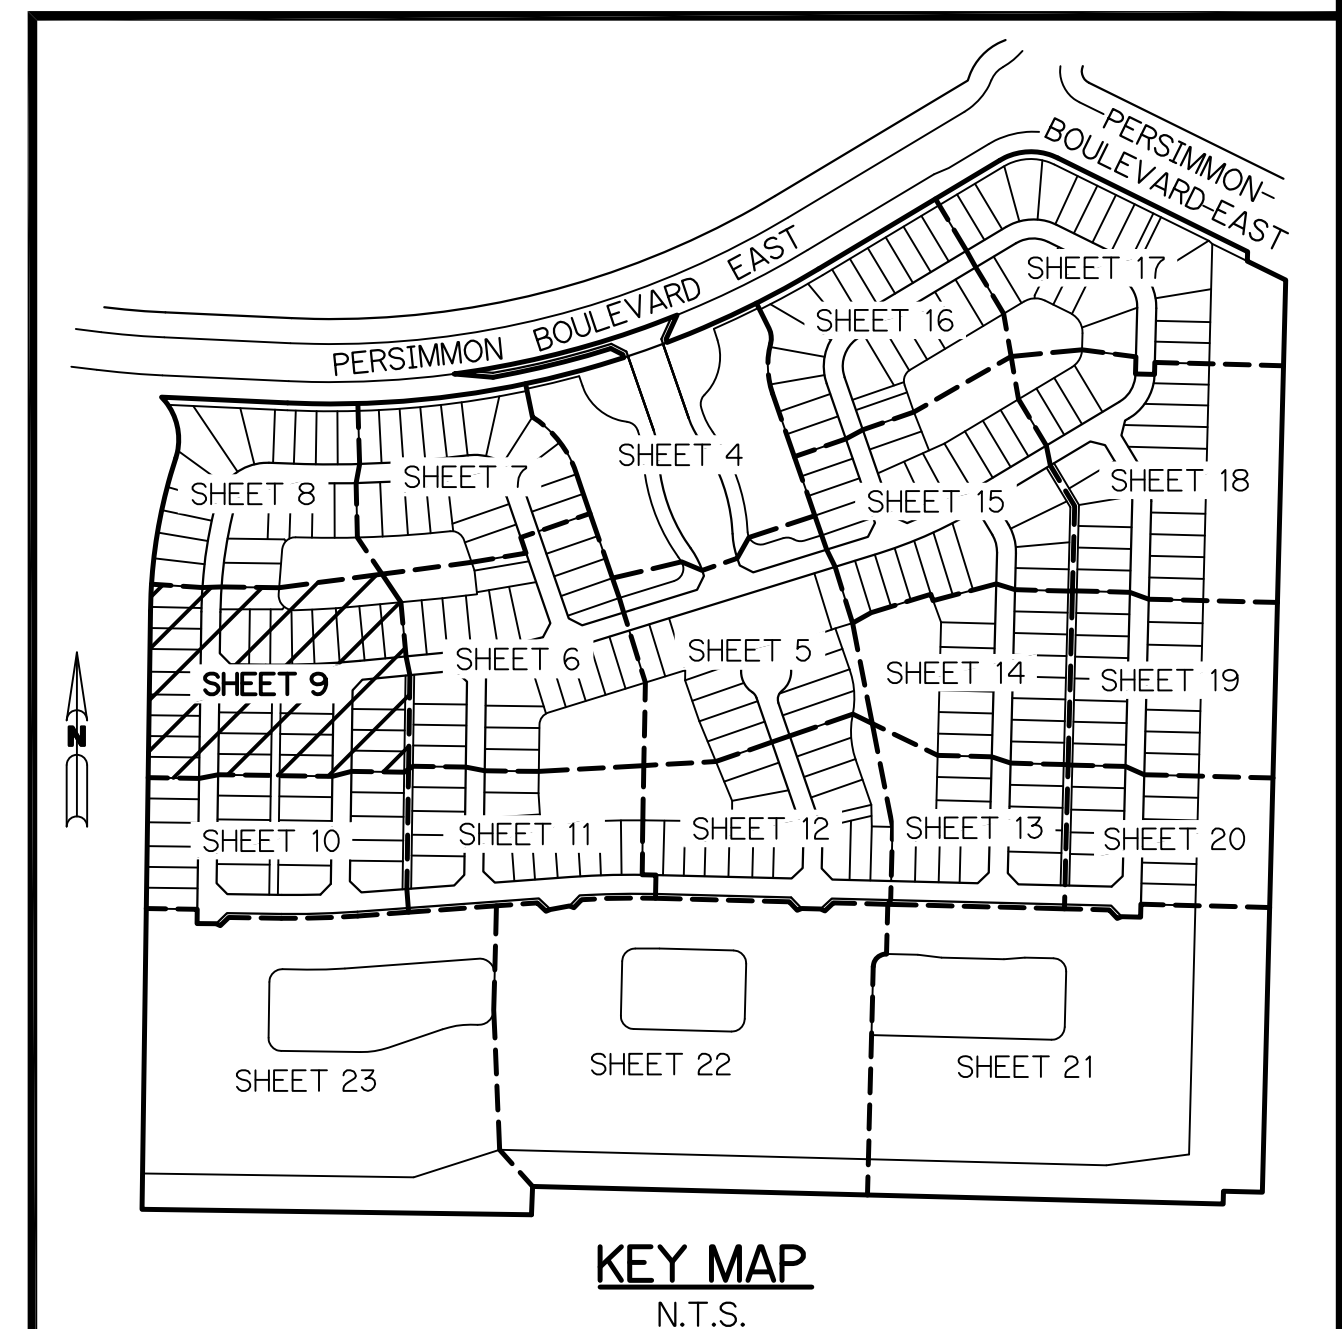 PERSIMMON-
BOULEVARD-EAST
PERSIMMON BOULEVARD EAST
SHEET 17
SHEET 16
SHEET 4
SHEET 7
SHEET 8
SHEET 15
SHEET 18
SHEET 5
SHEET 6
SHEET 9
SHEET 14
SHEET 19
N
SHEET 10
SHEET 11
SHEET 12
SHEET 13
SHEET 20
SHEET 23
SHEET 22
SHEET 21
KEY MAP
N.T.S.